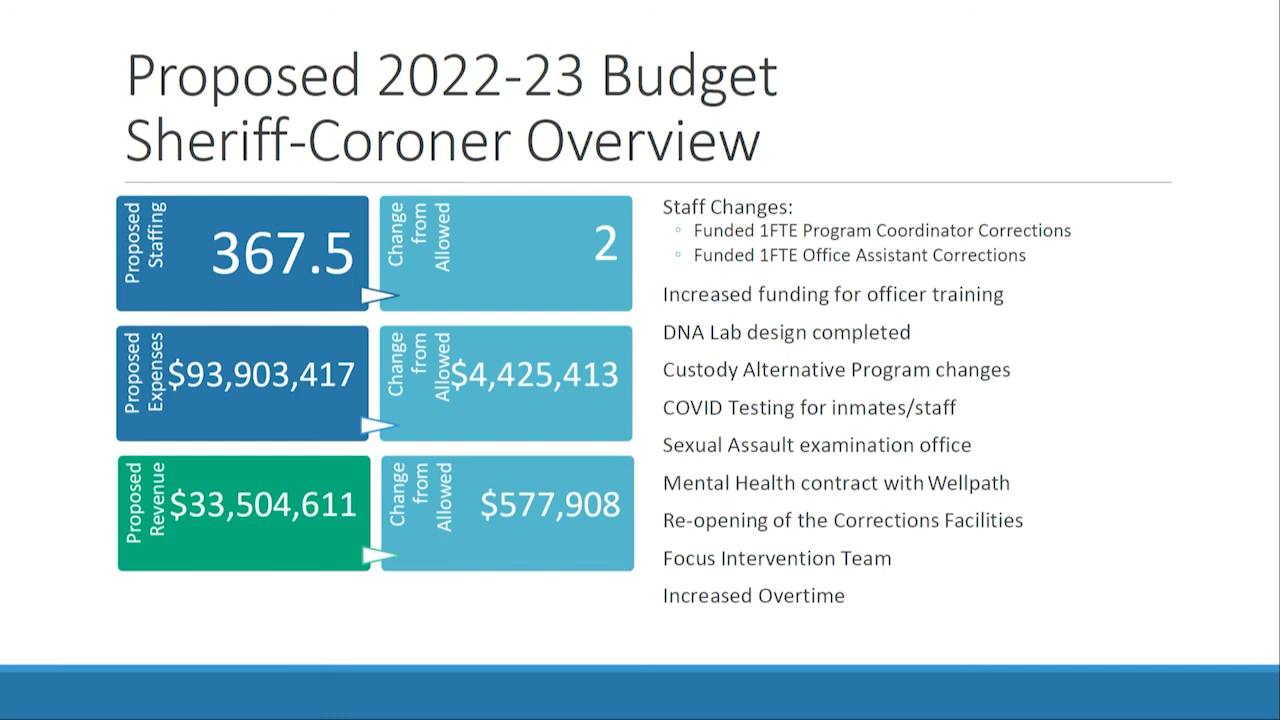 Proposed 2022-23 Budget
Sheriff-Coroner Overview
Proposed
Staffing
367.5
Change
from
Allowed
2
Proposed
Expenses
$93,903,417
Change
from
Allowed
$4,425,413
Proposed
Revenue
$33,504,611
Change
from
Allowed
$577,908
Staff Changes:
◦ Funded 1FTE Program Coordinator Corrections
◦ Funded 1FTE Office Assistant Corrections
Increased funding for officer training
DNA Lab design completed
Custody Alternative Program changes
COVID Testing for inmates/staff
Sexual Assault examination office
Mental Health contract with Wellpath
Re-opening of the Corrections Facilities
Focus Intervention Team
Increased Overtime